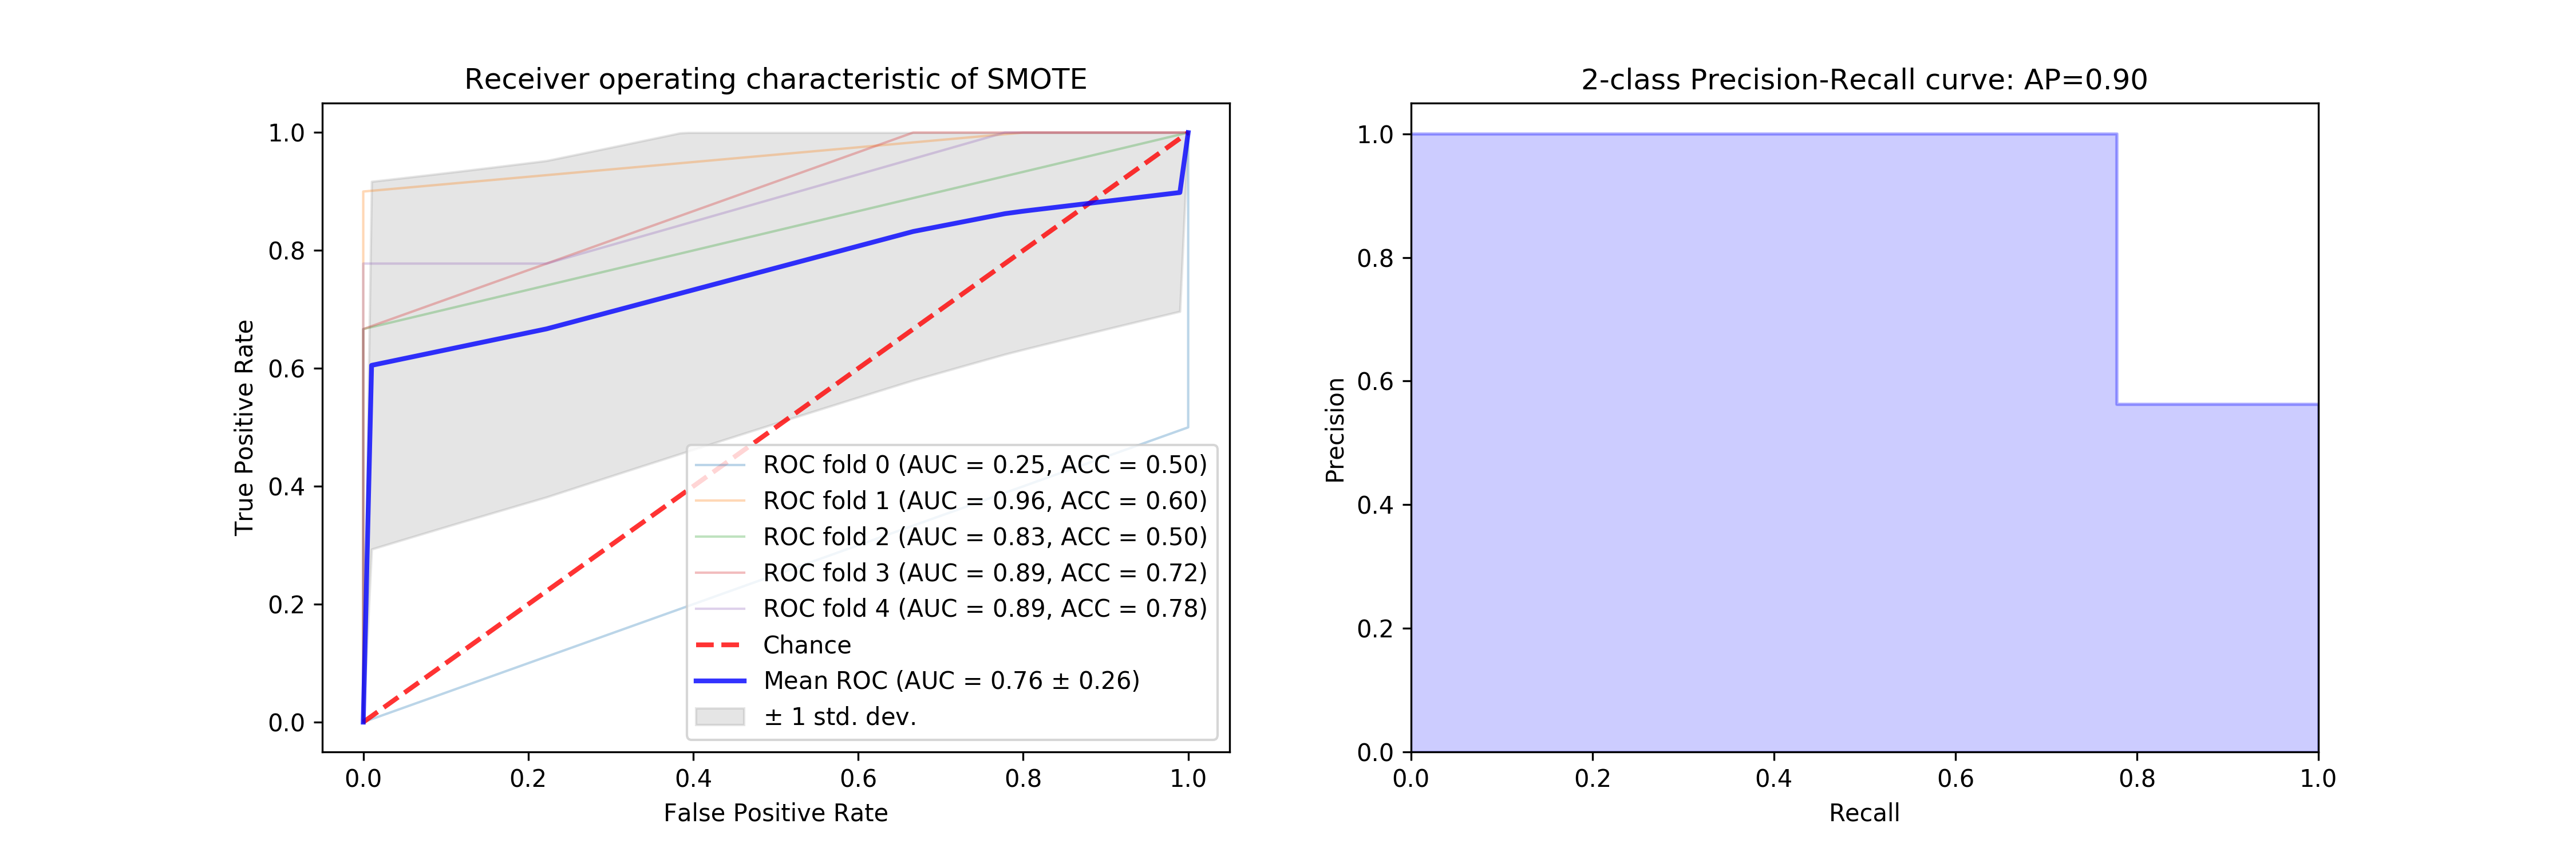 Receiver operating characteristic of SMOTE
True Positive Rate
1.0
0.8
0.6
0.4
0.2
0.0
ROC fold 0 (AUC = 0.25, ACC = 0.50)
ROC fold 1 (AUC = 0.96, ACC = 0.60)
ROC fold 2 (AUC = 0.83, ACC = 0.50)
ROC fold 3 (AUC = 0.89, ACC = 0.72)
ROC fold 4 (AUC = 0.89, ACC = 0.78)
Chance
Mean ROC (AUC = 0.76 ± 0.26)
± 1 std. dev.
0.0 0.2 0.4 0.6 0.8 1.0
False Positive Rate
2-class Precision-Recall curve: AP=0.90
Precision
1.0
0.8
0.6
0.4
0.2
0.0
0.0 0.2 0.4 0.6 0.8 1.0
Recall